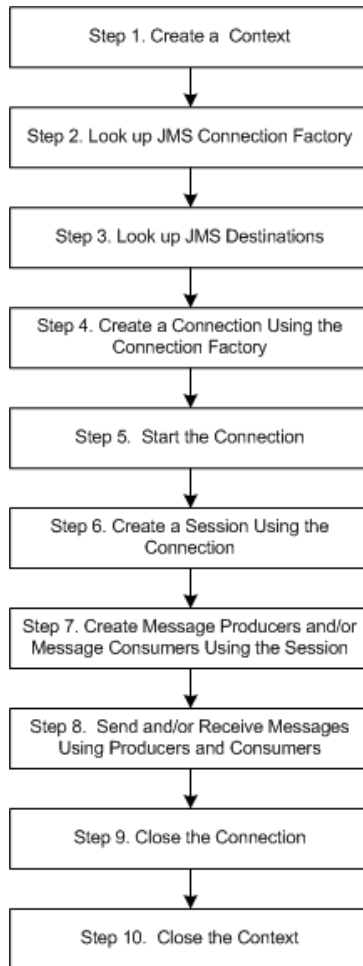 Step 1. Create a Context
Step 2. Look up JMS Connection Factory
Step 3. Look up JMS Destinations
Step 4. Create a Connection Using the
Connection Factory
Step 5. Start the Connection
Step 6. Create a Session Using the
Connection
Step 7. Create Message Producers and/or
Message Consumers Using the Session
Step 8. Send and/or Receive Messages
Using Producers and Consumers
Step 9. Close the Connection
Step 10. Close the Context